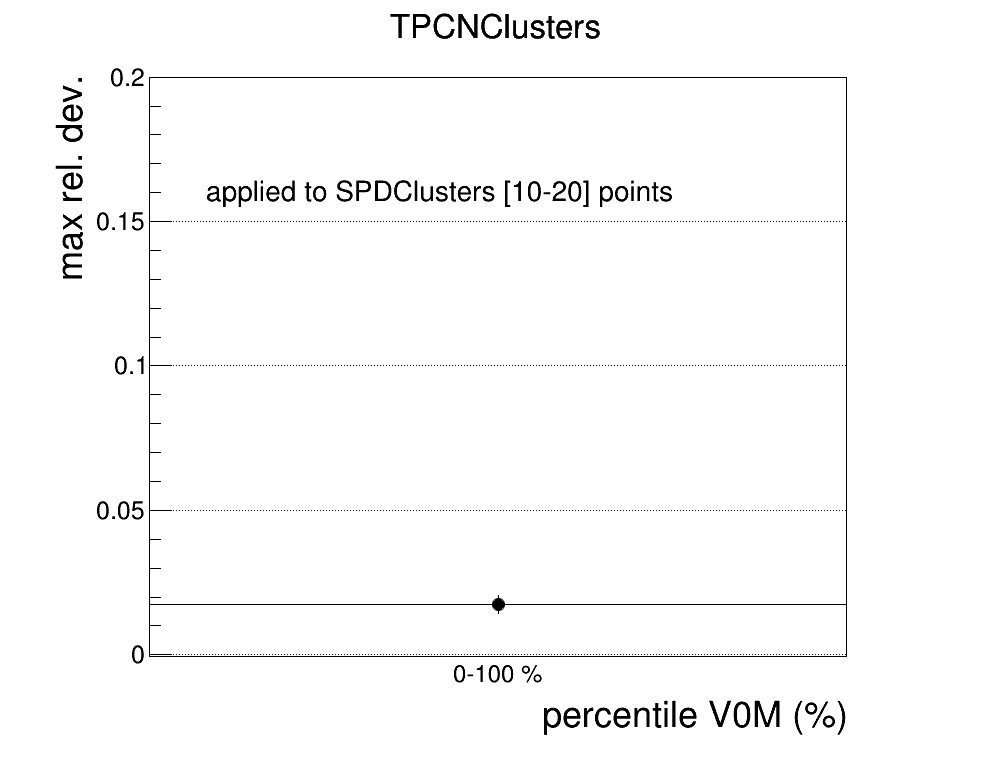 TPCNClusters
max rel. dev.
0.2
applied to SPDClusters [10-20] points
0.15
0.1
0.05
0
0-100 %
percentile V0M (%)